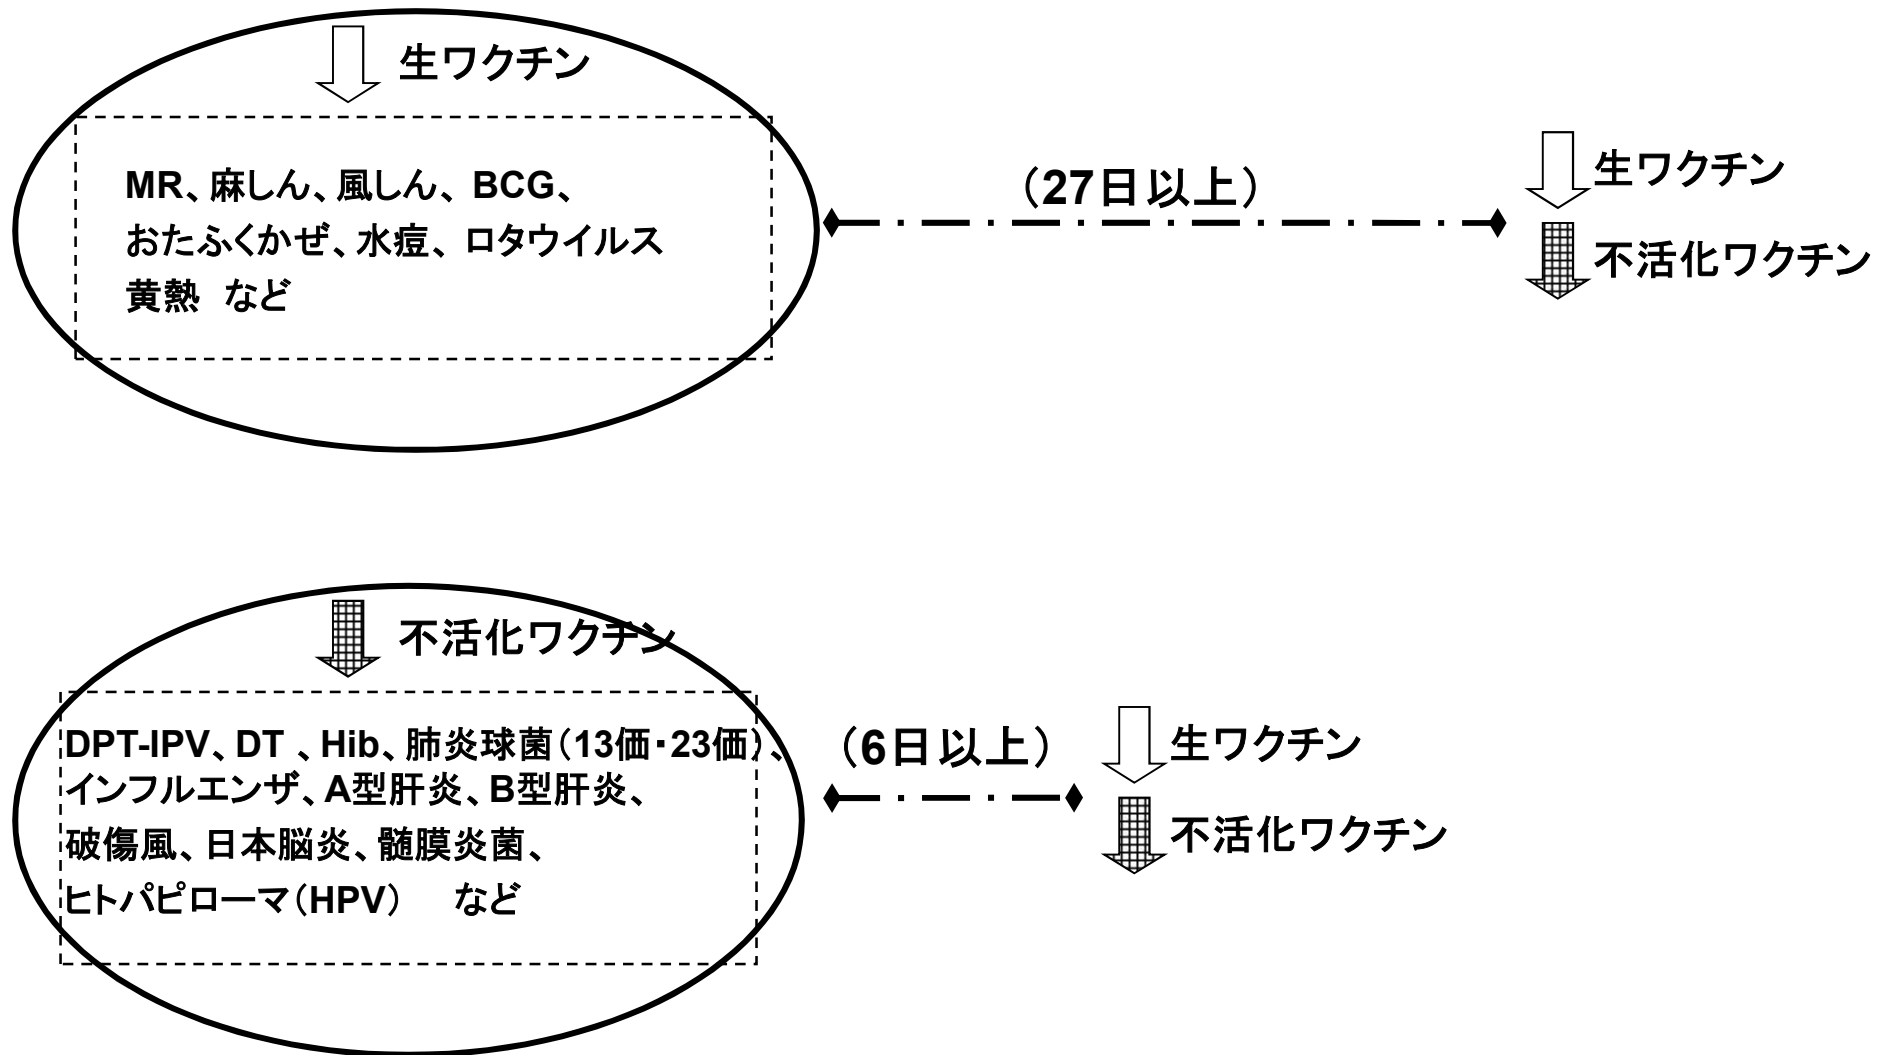 生ワクチン
MR、麻しん、風しん、BCG、
おたふくかぜ、水痘、ロタウイルス
黄熱　など
（27日以上）
生ワクチン
不活化ワクチン
不活化ワクチン
DPT-IPV、DT 、Hib、肺炎球菌（13価・23価）、
インフルエンザ、A型肝炎、B型肝炎、
破傷風、日本脳炎、髄膜炎菌、
ヒトパピローマ（HPV）　など
（6日以上）
生ワクチン
不活化ワクチン